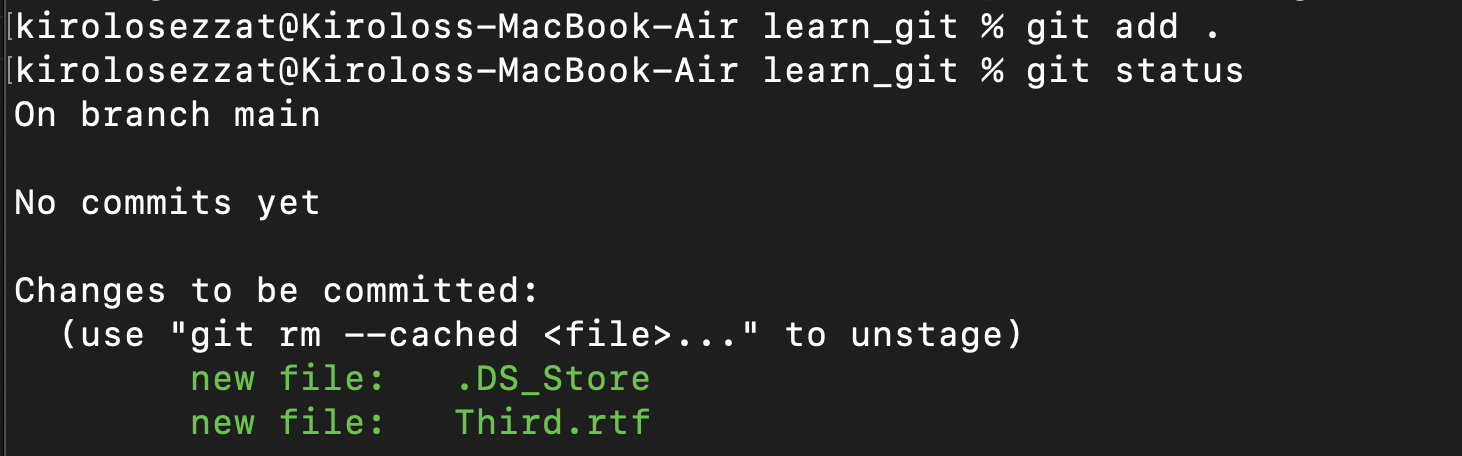 [kirolosezzat@Kiroloss-MacBook-Air learn_git % git add .
[kirolosezzat@Kiroloss-MacBook-Air learn_git % git status
On branch main
No commits yet
Changes to be committed:
(use "git rm --cached <file>..." to unstage)
new file: .DS_Store
new file: Third.rtf